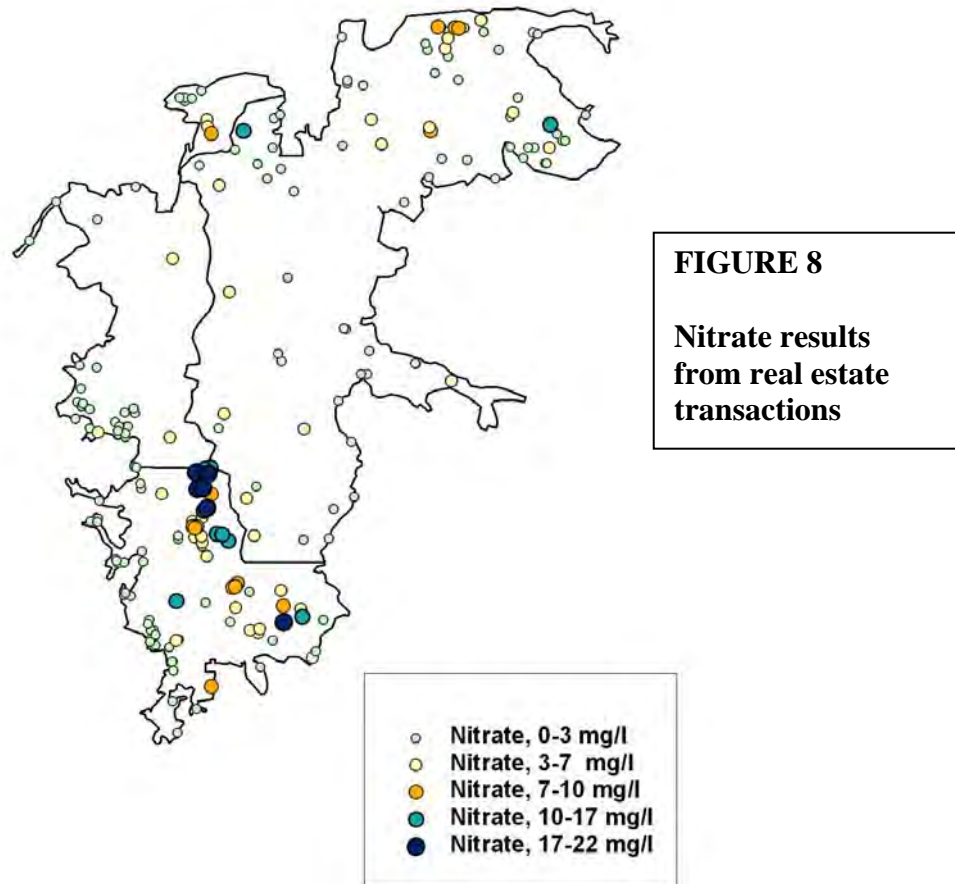 FIGURE 8
Nitrate results
from real estate
transactions
Nitrate, 0-3 mg/l
Nitrate, 3-7 mg/l
Nitrate, 7-10 mg/l
Nitrate, 10-17 mg/l
Nitrate, 17-22 mg/l